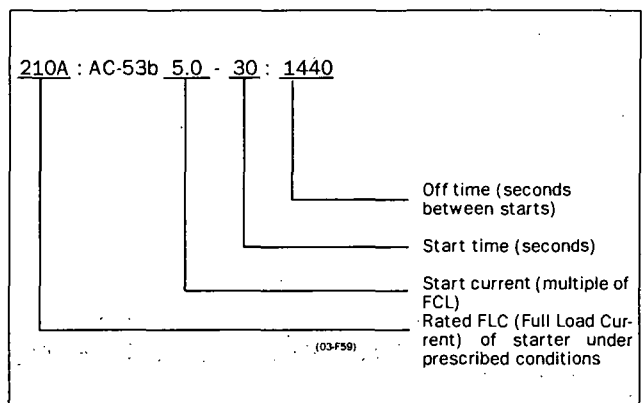 210A : AC-53b 5.0 - 30 : 1440
Off time (seconds
between starts)
Start time (seconds)
Start current (multiple of
FCL)
Rated FLC (Full Load Cur-
rent) of starter under
prescribed conditions
(03-F59)